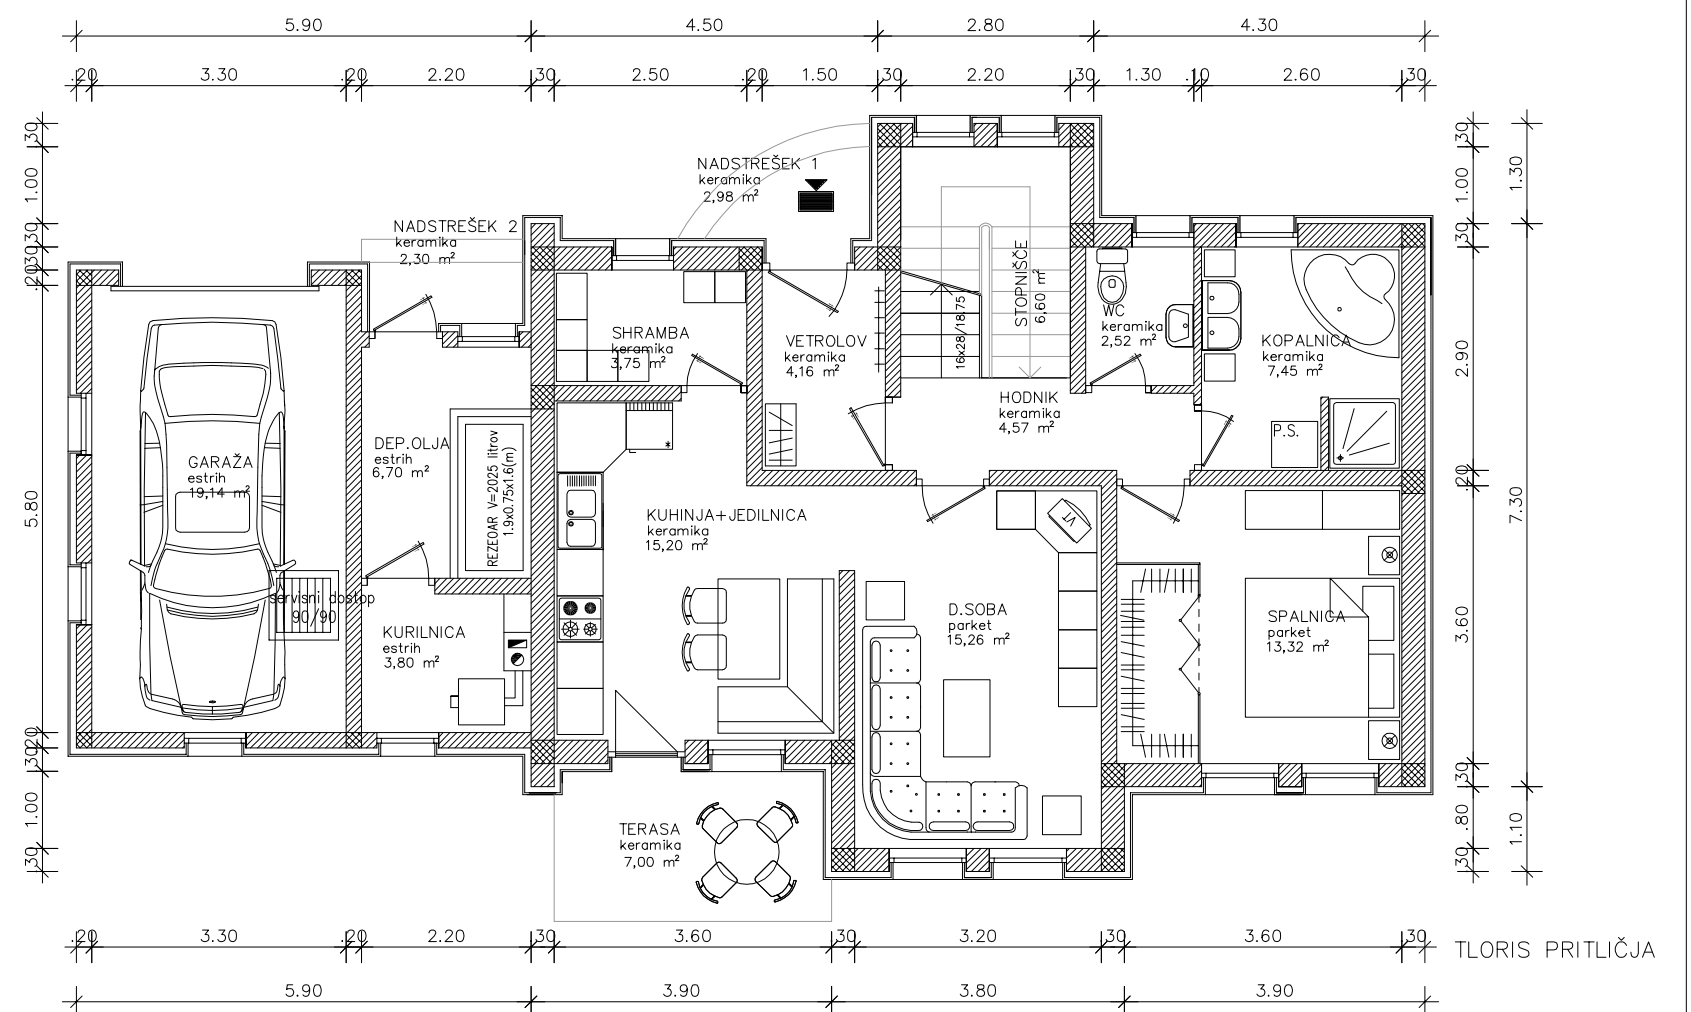 5.90 4.50 2.80 4.30
.20 3.30 .20 2.20 .30 2.50 .20 1.50 .30 2.20 .30 1.30 .10 2.60 .30
.30
1.00
.30
.30
.20
5.80
.20
.30
1.00
.30
.30
1.00
.30
2.90
.20
3.60
.30
.80
.30
1.30
7.30
1.10
NADSTREŠEK 1
keramika
2,98 m²
NADSTREŠEK 2
keramika
2,30 m²
SHRAMBA
keramika
3,75 m²
VETROLOV
keramika
4,16 m²
STOPNIŠČE
6,60 m²
16x28/18.75
WC
keramika
2,52 m²
KOPALNICA
keramika
7,45 m²
HODNIK
keramika
4,57 m²
P.S.
GARAŽA
estrih
19,14 m²
DEP.OLJA
estrih
6,70 m²
REZEOAR V=2025 litrov
1.9x0.75x1.6(m)
KUHINJA+JEDILNICA
keramika
15,20 m²
TV
servisni dostop
90/90
KURILNICA
estrih
3,80 m²
D.SOBA
parket
15,26 m²
SPALNICA
parket
13,32 m²
TERASA
keramika
7,00 m²
.20 3.30 .20 2.20 .30 3.60 .30 3.20 .30 3.60 .30
TLORIS PRITLIČJA
5.90 3.90 3.80 3.90